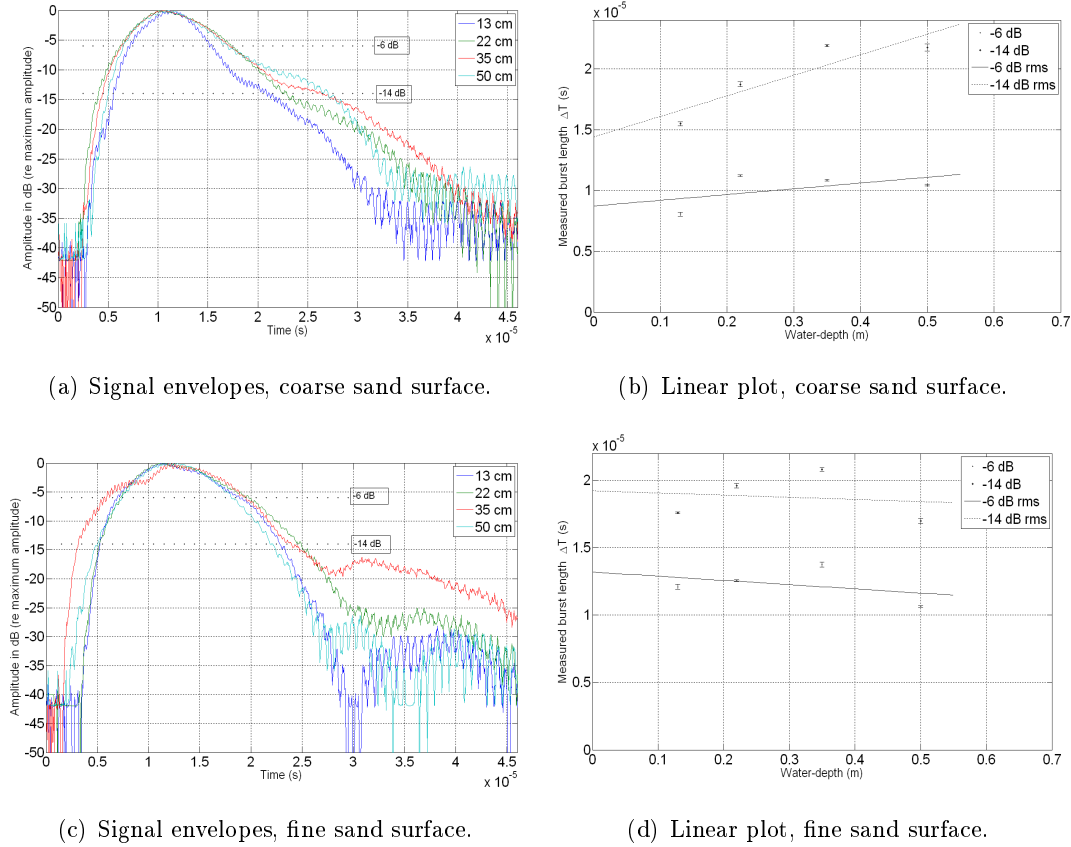 0
-5
-10
-15
-20
-25
-30
-35
-40
-45
-50
Amplitude in dB (re maximum amplitude)
-6 dB
-14 dB
13 cm
22 cm
35 cm
50 cm
0 0.5 1 1.5 2 2.5 3 3.5 4 4.5
Time (s)
x 10⁻⁵
(a) Signal envelopes, coarse sand surface.
x 10⁻⁵
2
1.5
1
0.5
0
Measured burst length ΔT (s)
-6 dB
-14 dB
-6 dB rms
-14 dB rms
0 0.1 0.2 0.3 0.4 0.5 0.6 0.7
Water-depth (m)
(b) Linear plot, coarse sand surface.
0
-5
-10
-15
-20
-25
-30
-35
-40
-45
-50
Amplitude in dB (re maximum amplitude)
-6 dB
-14 dB
13 cm
22 cm
35 cm
50 cm
0 0.5 1 1.5 2 2.5 3 3.5 4 4.5
Time (s)
x 10⁻⁵
(c) Signal envelopes, fine sand surface.
x 10⁻⁵
2
1.5
1
0.5
0
Measured burst length ΔT (s)
-6 dB
-14 dB
-6 dB rms
-14 dB rms
0 0.1 0.2 0.3 0.4 0.5 0.6 0.7
Water-depth (m)
(d) Linear plot, fine sand surface.